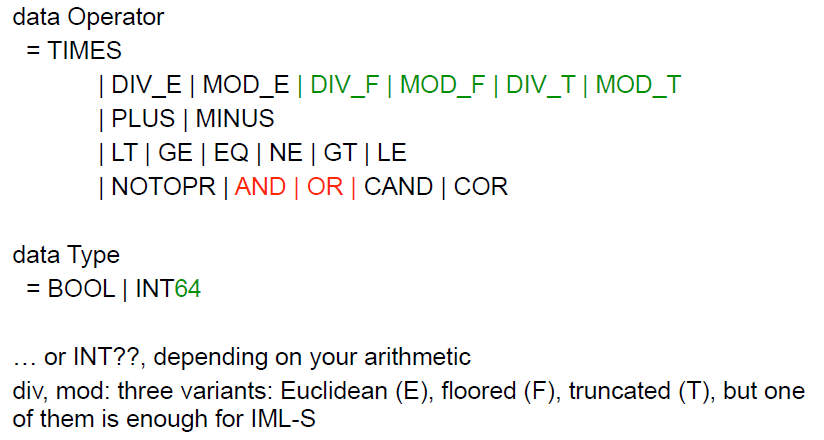 data Operator
= TIMES
| DIV_E | MOD_E | DIV_F | MOD_F | DIV_T | MOD_T
| PLUS | MINUS
| LT | GE | EQ | NE | GT | LE
| NOTOPR | AND | OR | CAND | COR
data Type
= BOOL | INT64
… or INT??, depending on your arithmetic
div, mod: three variants: Euclidean (E), floored (F), truncated (T), but one
of them is enough for IML-S